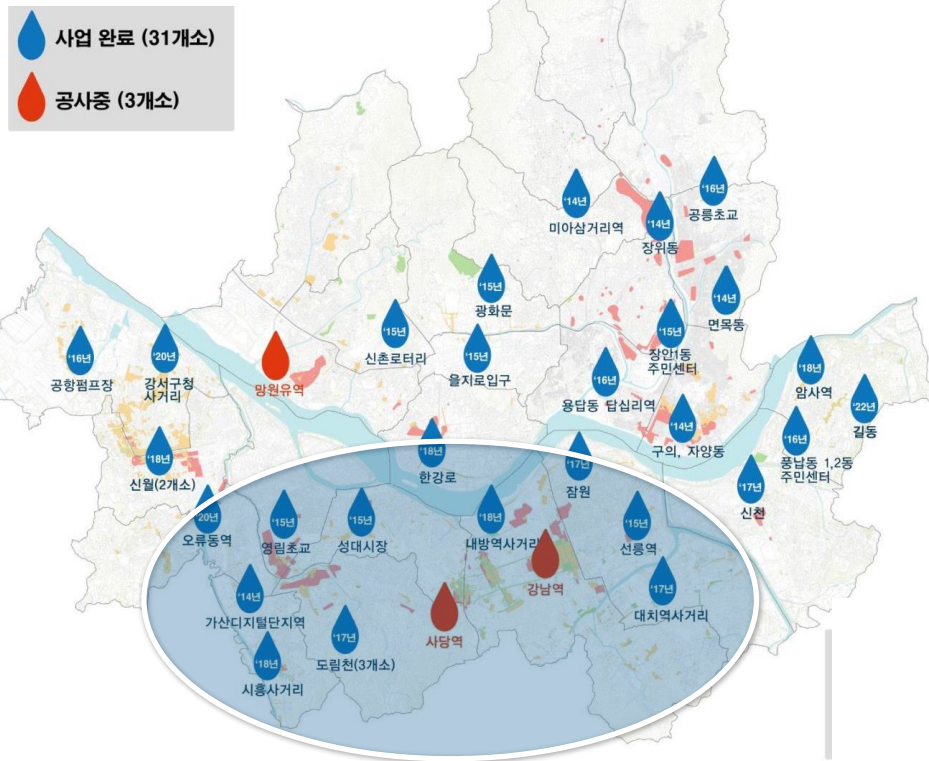 사업 완료 (31개소)
공사중 (3개소)
'14년
미아삼거리역
'14년
장위동
'16년
공릉초교
'15년
광화문
'14년
면목동
'16년
공항펌프장
'20년
강서구청
사거리
망원유역
'15년
신촌로터리
'15년
을지로입구
'15년
장안1동
주민센터
'16년
용답동 답십리역
'14년
구의, 자양동
'18년
암사역
'22년
길동
'16년
풍납동 1,2동
주민센터
'17년
신천
'18년
신월(2개소)
'18년
한강로
'17년
잠원
20년
오류동역
'15년
영림초교
'15년
성대시장
'18년
내방역사거리
강남역
'15년
선릉역
'17년
대치역사거리
'14년
가산디지털단지역
'18년
시흥사거리
'17년
도림천(3개소)
사당역